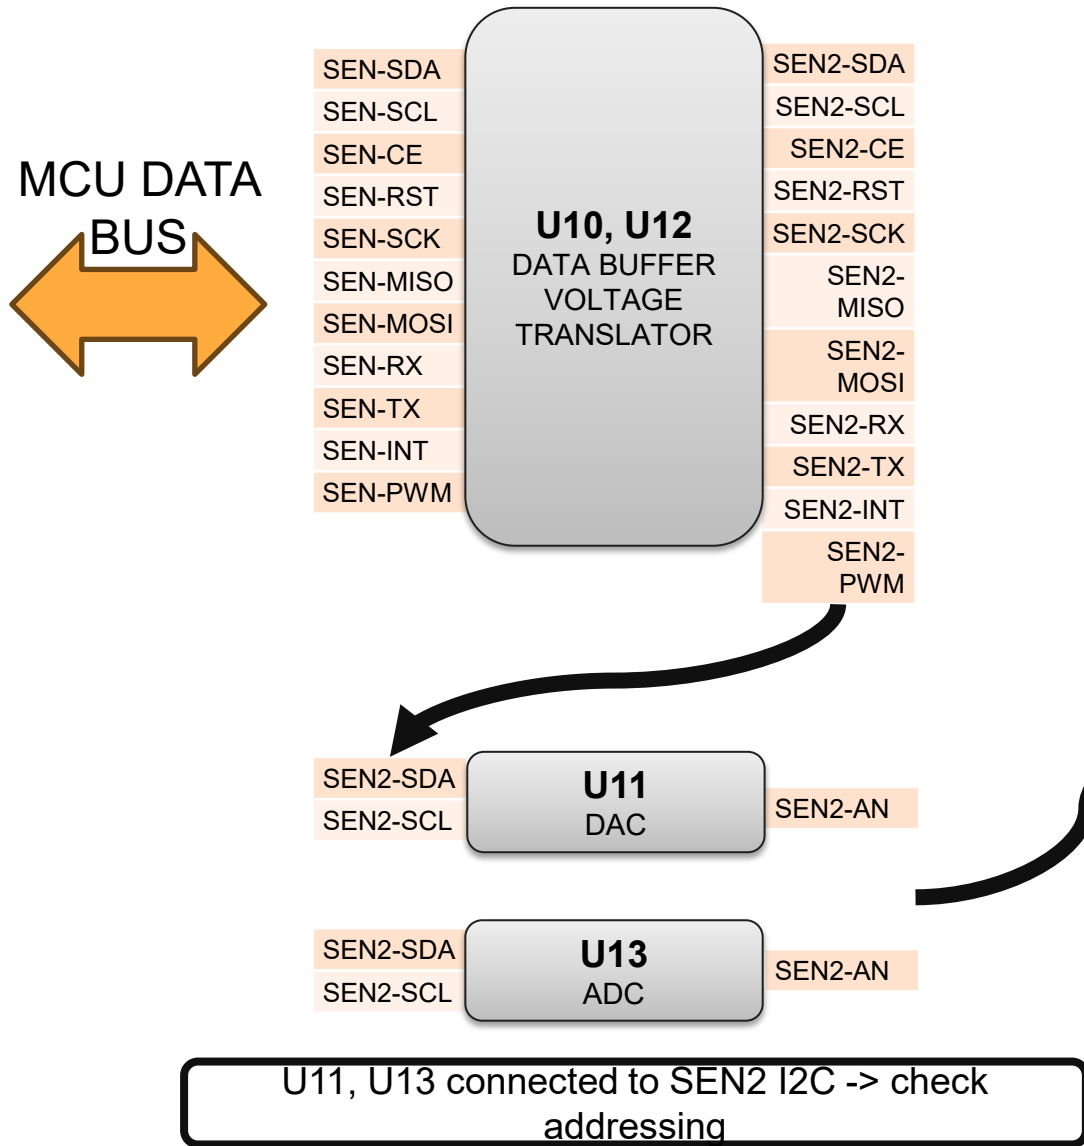 MCU DATA
BUS
SEN-SDA
SEN-SCL
SEN-CE
SEN-RST
SEN-SCK
SEN-MISO
SEN-MOSI
SEN-RX
SEN-TX
SEN-INT
SEN-PWM
U10, U12
DATA BUFFER
VOLTAGE
TRANSLATOR
SEN2-SDA
SEN2-SCL
SEN2-CE
SEN2-RST
SEN2-SCK
SEN2-
MISO
SEN2-
MOSI
SEN2-RX
SEN2-TX
SEN2-INT
SEN2-
PWM
SEN2-SDA
SEN2-SCL
U11
DAC
SEN2-AN
SEN2-SDA
SEN2-SCL
U13
ADC
SEN2-AN
U11, U13 connected to SEN2 I2C -> check
addressing